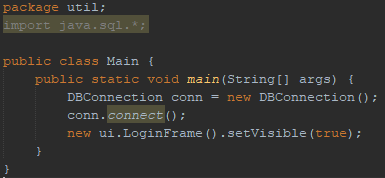 package util;
import java.sql.*;
public class Main {
public static void main(String[] args) {
DBConnection conn = new DBConnection();
conn.connect();
new ui.LoginFrame().setVisible(true);
}
}